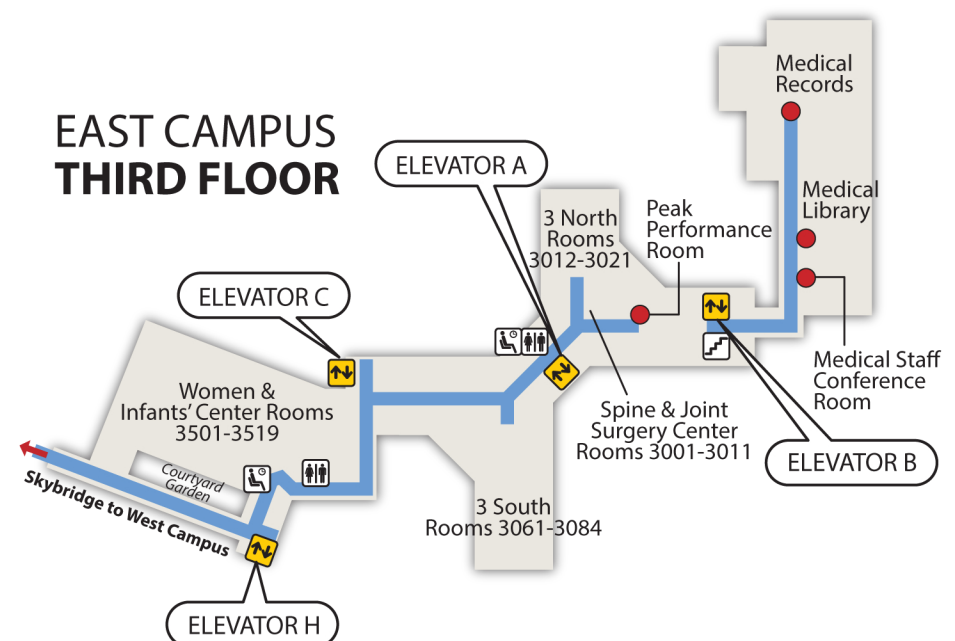 EAST CAMPUS
THIRD FLOOR
Medical
Records
ELEVATOR A
Medical
Library
3 North
Rooms
3012-3021
Peak
Performance
Room
ELEVATOR C
Medical Staff
Conference
Room
Women &
Infants’ Center Rooms
3501-3519
Spine & Joint
Surgery Center
Rooms 3001-3011
ELEVATOR B
Courtyard
Garden
Skybridge to West Campus
3 South
Rooms 3061-3084
ELEVATOR H